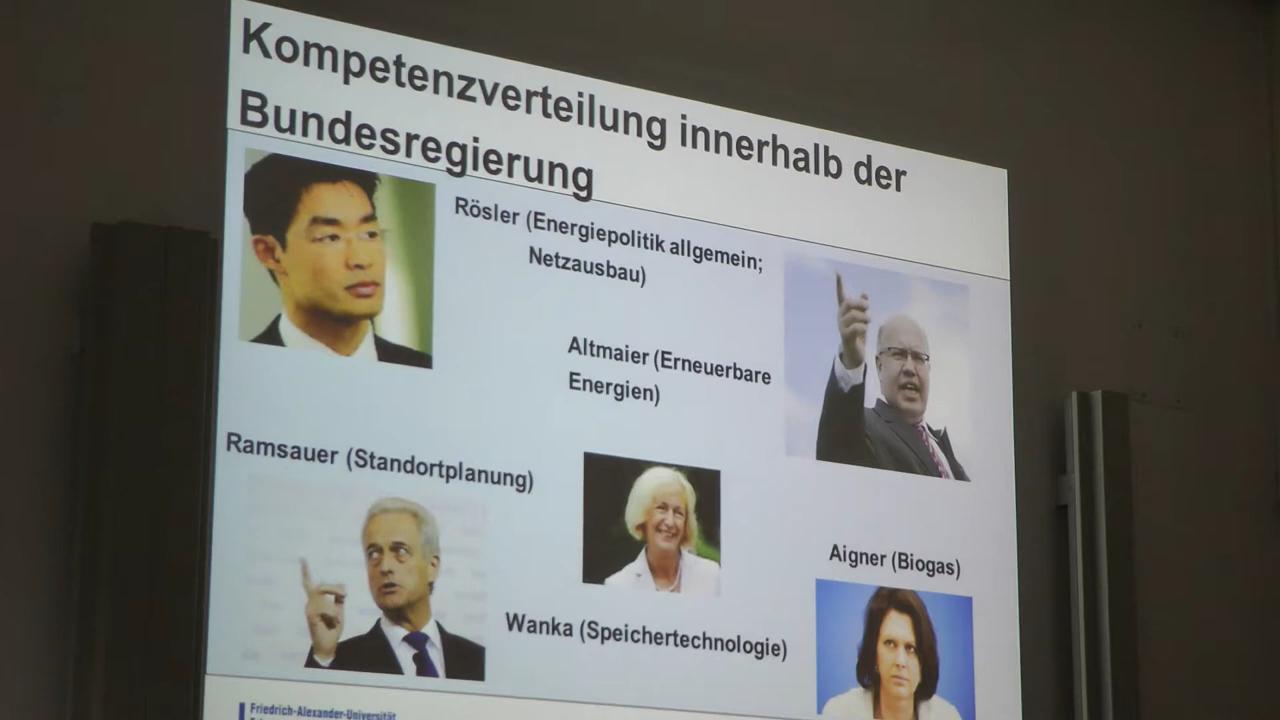 Kompetenzverteilung innerhalb der
Bundesregierung
Rösler (Energiepolitik allgemein;
Netzausbau)
Altmaier (Erneuerbare
Energien)
Ramsauer (Standortplanung)
Aigner (Biogas)
Wanka (Speichertechnologie)
Friedrich-Alexander-Universität